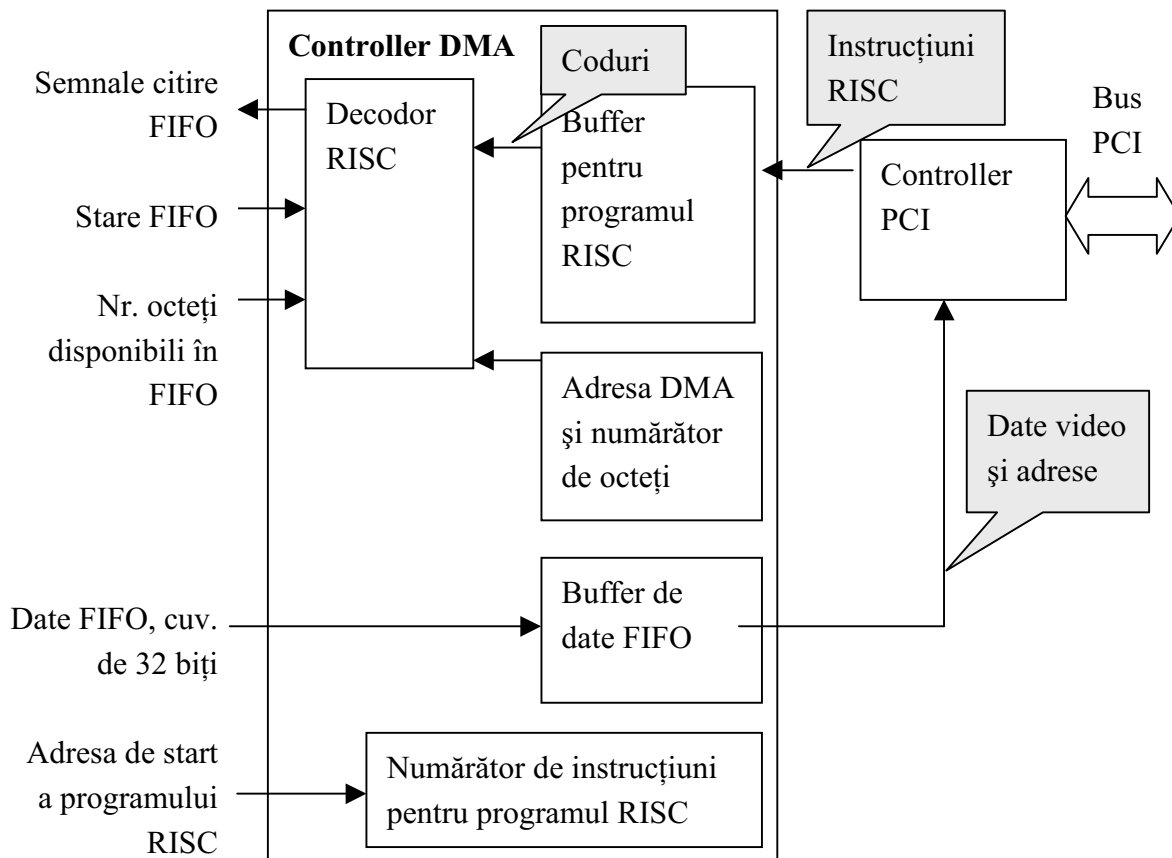 Controller DMA
Semnale citire
FIFO
Stare FIFO
Nr. octeți
disponibili în
FIFO
Decodor
RISC
Coduri
Buffer
pentru
programul
RISC
Instrucțiuni
RISC
Controller
PCI
Bus
PCI
Adresa DMA
şi numărător
de octeți
Date video
şi adrese
Date FIFO, cuv.
de 32 biți
Buffer de
date FIFO
Adresa de start
a programului
RISC
Numărător de instrucțiuni
pentru programul RISC